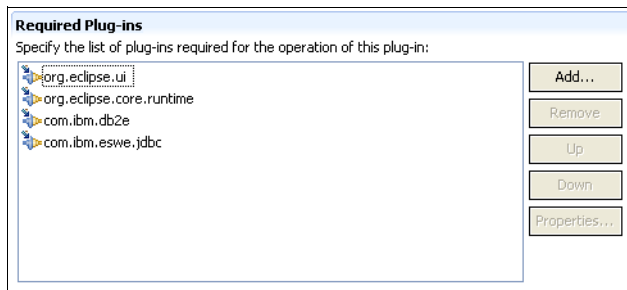 Required Plug-ins
Specify the list of plug-ins required for the operation of this plug-in:
org.eclipse.ui
org.eclipse.core.runtime
com.ibm.db2e
com.ibm.eswe.jdbc
Add...
Remove
Up
Down
Properties...